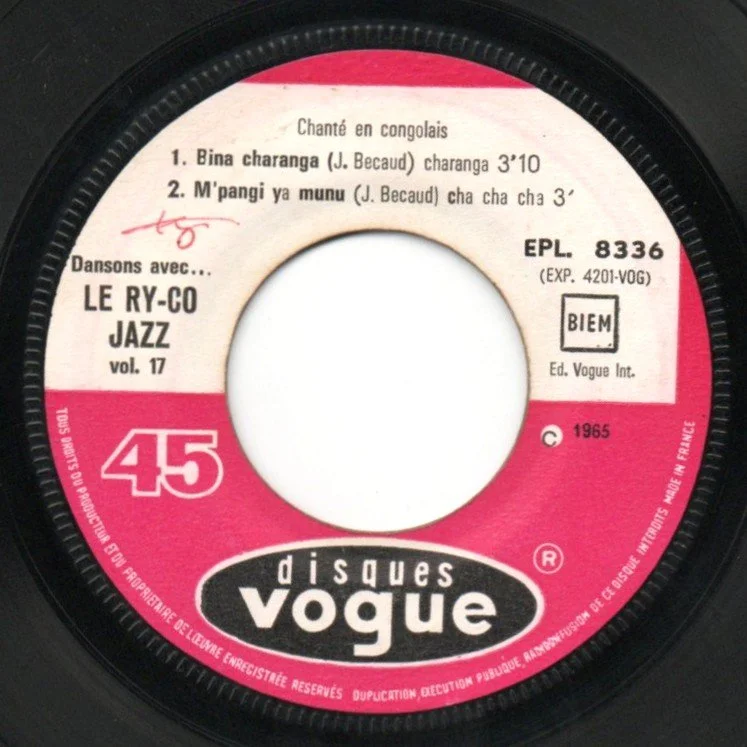 Chanté en congolais
1. Bina charanga (J. Becaud) charanga 3'10
2. M'pangi ya munu (J. Becaud) cha cha cha 3'
Dansons avec...
LE RY-CO
JAZZ
vol. 17
EPL. 8336
(EXP. 4201-VOG)
BIEM
Ed. Vogue Int.
45
© 1965
disques
vogue
®
TOUS DROITS DU PRODUCTEUR ET DU PROPRIETAIRE DE L'ŒUVRE ENREGISTRÉE RESERVÉS DUPLICATION, EXECUTION PUBLIQUE, RADIODIFFUSION DE CE DISQUE INTERDITS MADE IN FRANCE